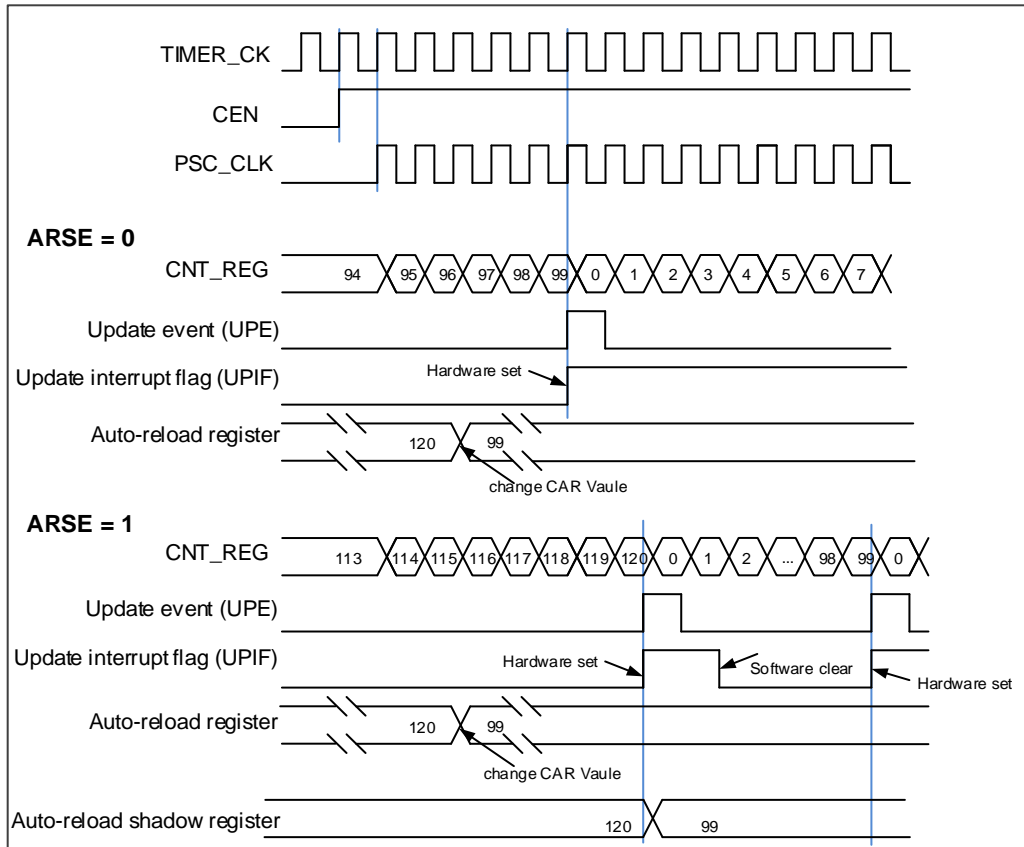 TIMER_CK
CEN
PSC_CLK
ARSE = 0
CNT_REG 94 95 96 97 98 99 0 1 2 3 4 5 6 7
Update event (UPE)
Update interrupt flag (UPIF) Hardware set
Auto-reload register 120 99
change CAR Vaule
ARSE = 1
CNT_REG 113 114 115 116 117 118 119 120 0 1 2 ... 98 99 0
Update event (UPE)
Update interrupt flag (UPIF) Hardware set Software clear Hardware set
Auto-reload register 120 99
change CAR Vaule
Auto-reload shadow register 120 99